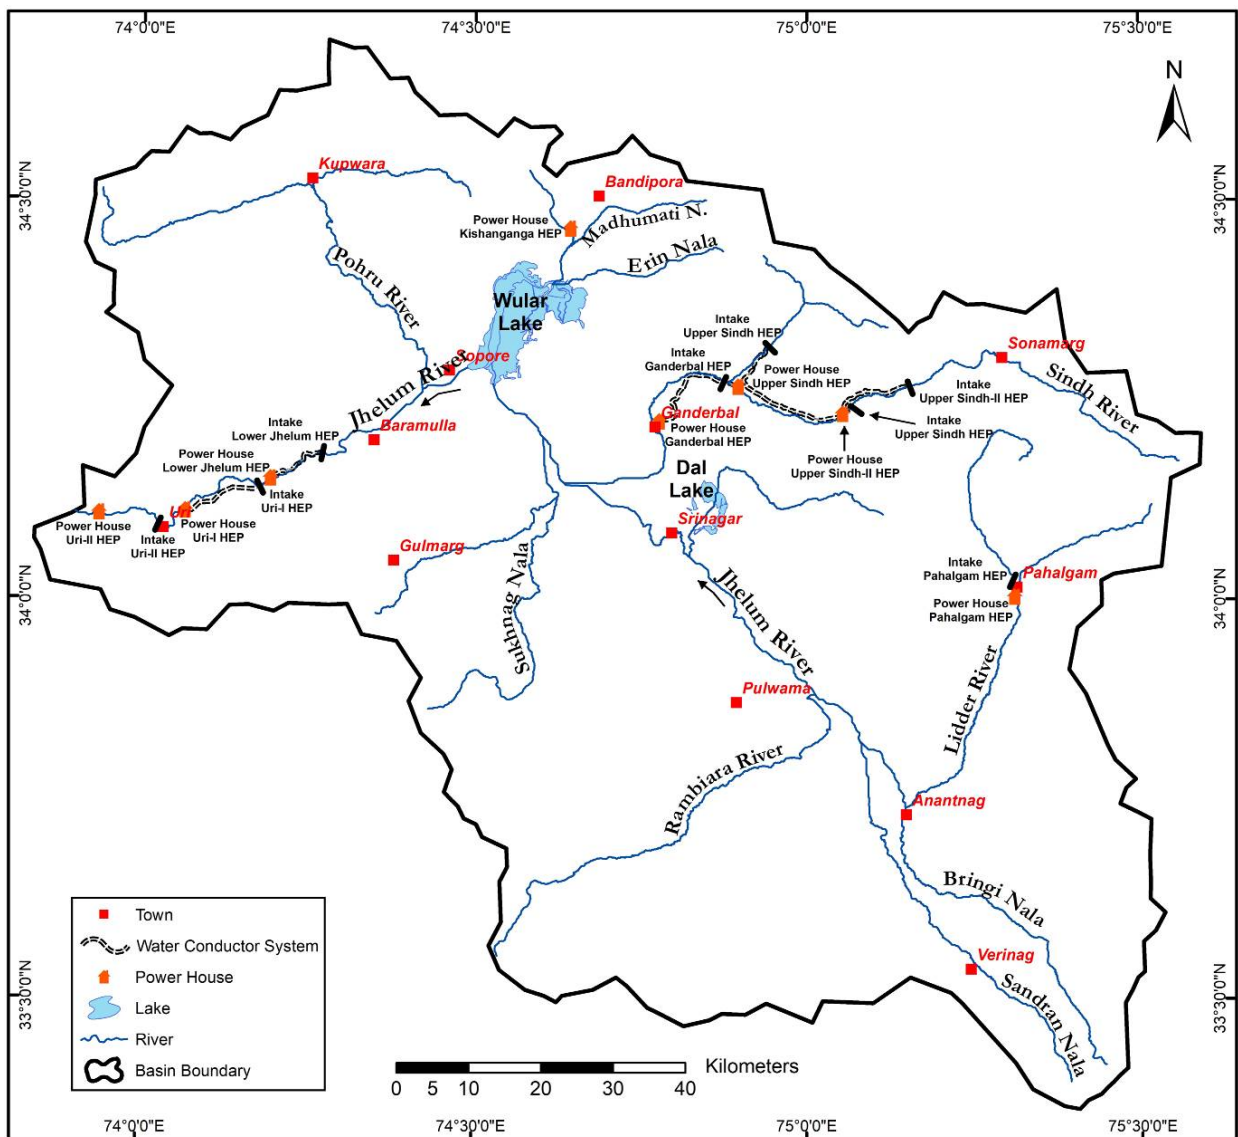 74°0'0"E
74°30'0"E
75°0'0"E
75°30'0"E
N
34°30'0"N
34°30'0"N
Kupwara
Bandipora
Power House
Kishanganga HEP
Madhumati N.
Erin Nala
Pohru River
Wular
Lake
Sopore
Jhelum River
Intake
Upper Sindh HEP
Intake
Ganderbal HEP
Power House
Upper Sindh HEP
Sonamarg
Sindh River
Intake
Upper Sindh-II HEP
Intake
Upper Sindh HEP
Power House
Upper Sindh-II HEP
Ganderbal
Power House
Ganderbal HEP
Baramulla
Intake
Lower Jhelum HEP
Power House
Lower Jhelum HEP
Intake
Uri-I HEP
Uri
Power House
Uri-I HEP
Intake
Uri-II HEP
Power House
Uri-II HEP
Dal
Lake
Srinagar
Gulmarg
Sukhnag Nala
Jhelum River
Intake
Pahalgam HEP
Pahalgam
Power House
Pahalgam HEP
34°0'0"N
34°0'0"N
Lidder River
Pulwama
Rambiara River
Anantnag
Bringi Nala
Verinag
Sandran Nala
33°30'0"N
33°30'0"N
Town
Water Conductor System
Power House
Lake
River
Basin Boundary
Kilometers
0 5 10 20 30 40
74°0'0"E
74°30'0"E
75°0'0"E
75°30'0"E